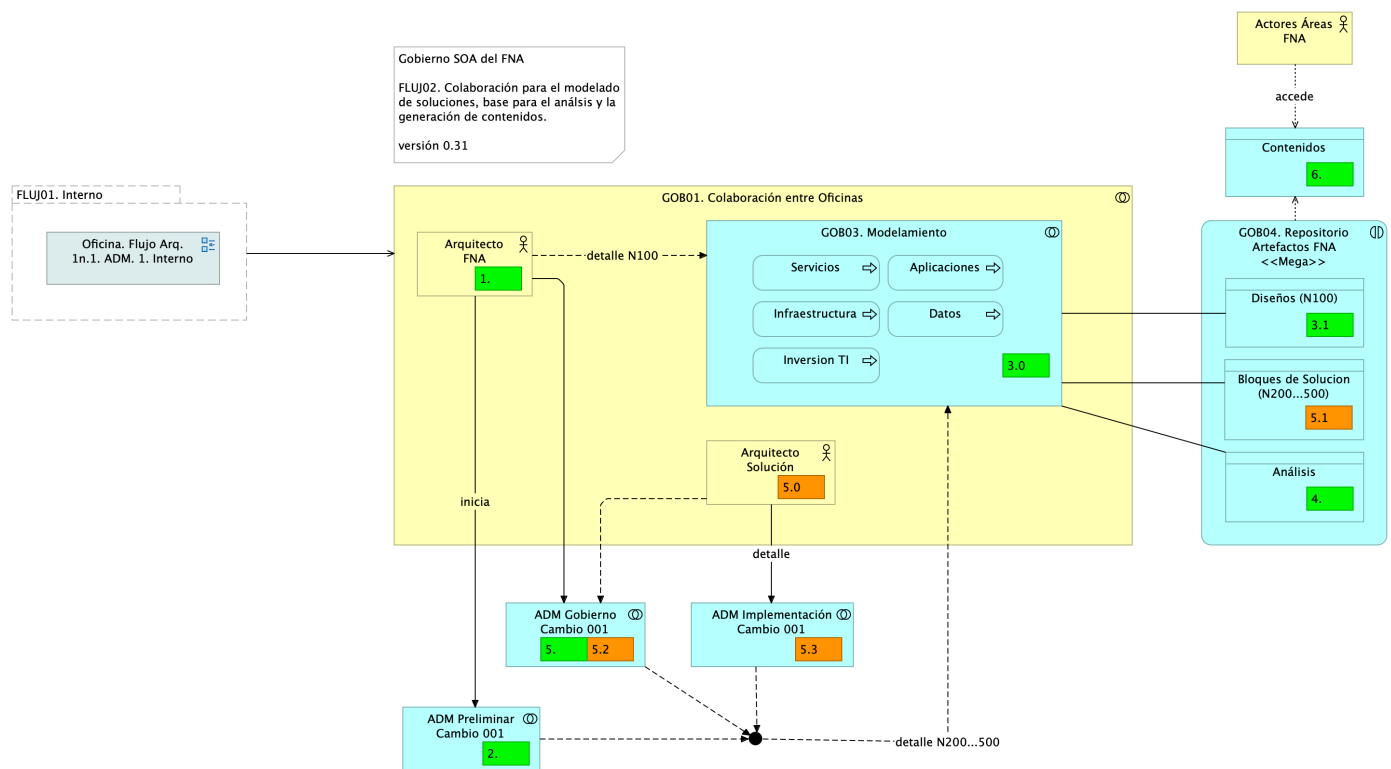 Actores Áreas
FNA
accede
Contenidos
6.
Gobierno SOA del FNA
FLUJ02. Colaboración para el modelado
de soluciones, base para el análsis y la
generación de contenidos.
versión 0.31
FLUJ01. Interno
Oficina. Flujo Arq.
1n.1. ADM. 1. Interno
GOB01. Colaboración entre Oficinas
Arquitecto
FNA
1.
detalle N100
GOB03. Modelamiento
Servicios
Aplicaciones
Infraestructura
Datos
Inversion TI
3.0
GOB04. Repositorio
Artefactos FNA
<<Mega>>
Diseños (N100)
3.1
Bloques de Solucion
(N200...500)
5.1
Análisis
4.
Arquitecto
Solución
5.0
inicia
detalle
ADM Gobierno
Cambio 001
5.
5.2
ADM Implementación
Cambio 001
5.3
ADM Preliminar
Cambio 001
2.
detalle N200...500